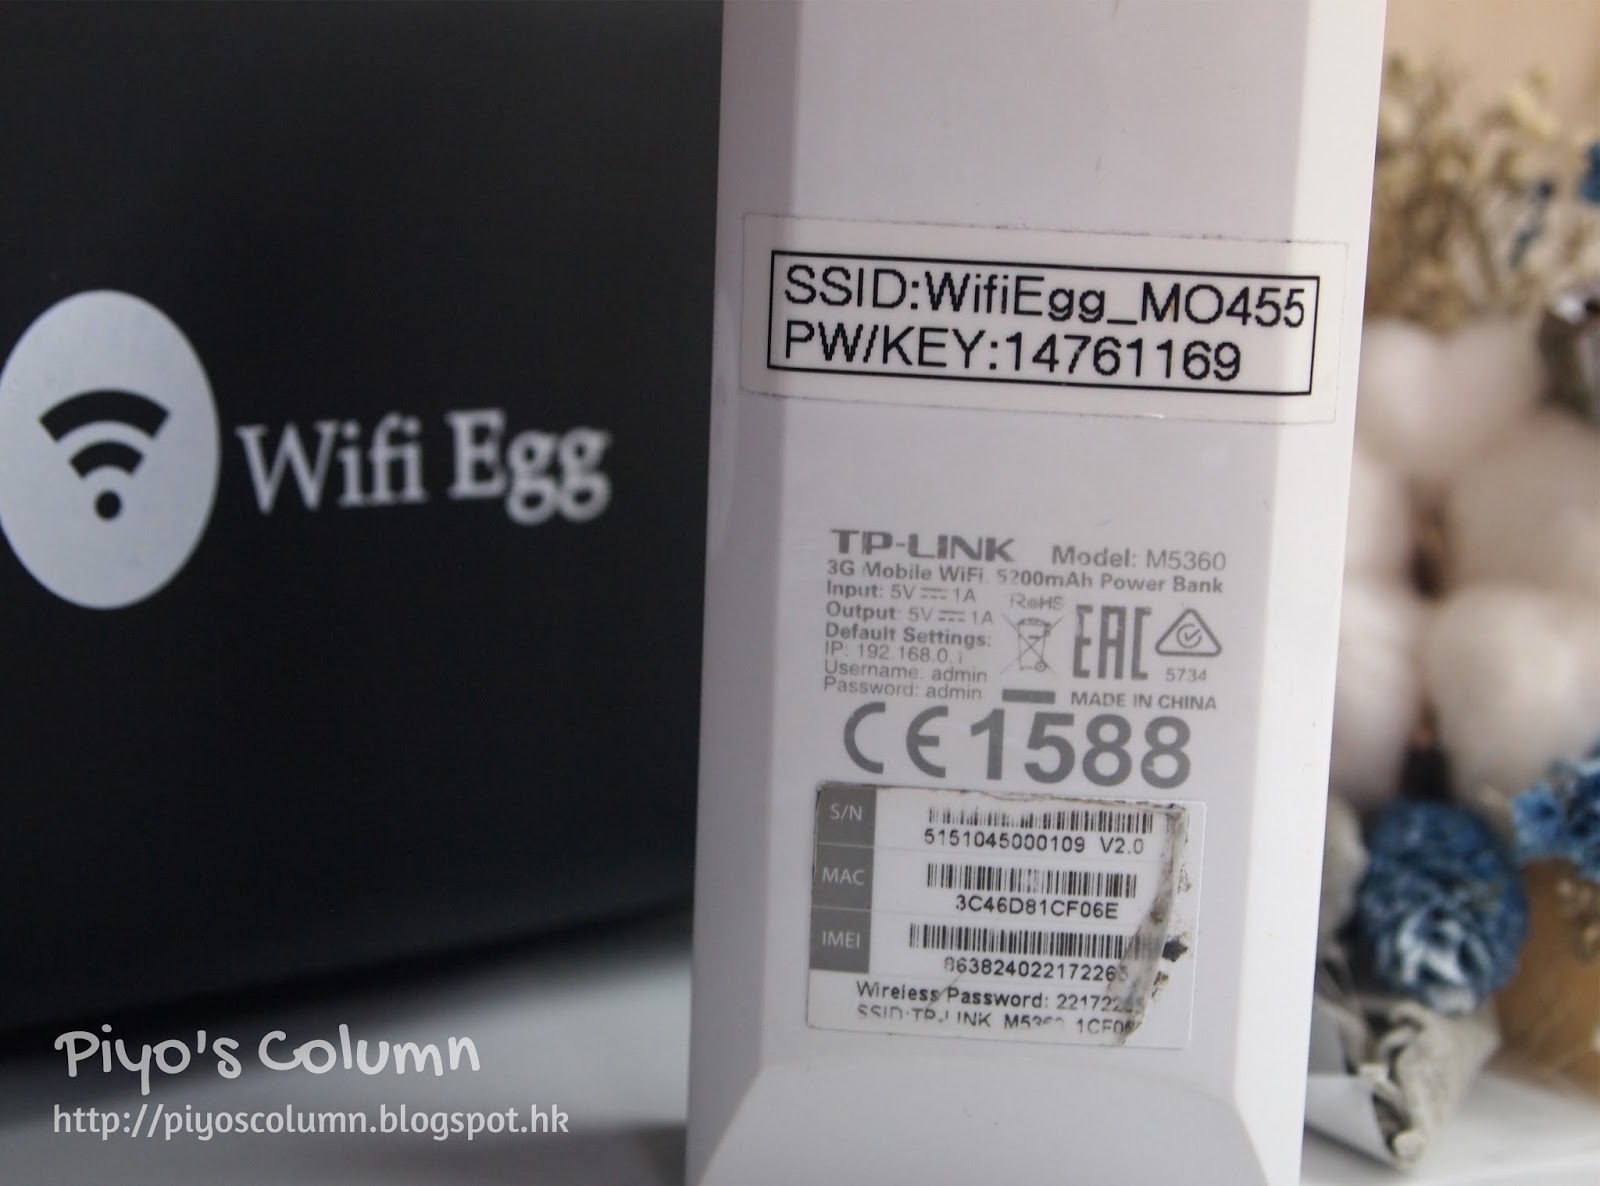 Wifi Egg
SSID:WifiEgg_MO455
PW/KEY:14761169
TP-LINK Model: M5360
3G Mobile WiFi, 5200mAh Power Bank
Input: 5V 1A
Output: 5V 1A
RoHS
Default Settings:
IP: 192.168.0.1
Username: admin
Password: admin
EAC
5734
MADE IN CHINA
CE1588
S/N
5151045000109 V2.0
MAC
3C46D81CF06E
IMEI
Wireless Password:
Piyo's Column
http://piyoscolumn.blogspot.hk